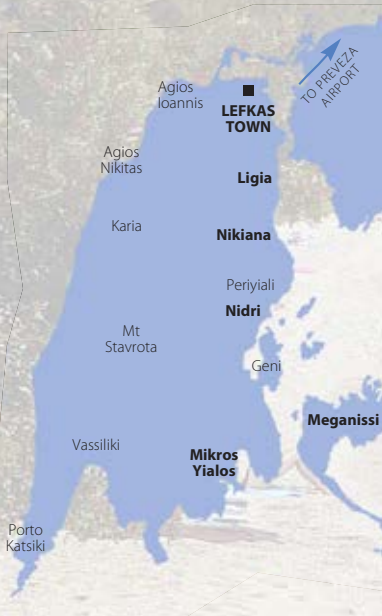 TO PREVEZA
AIRPORT
Agios
Ioannis
LEFKAS
TOWN
Agios
Nikitas
Ligia
Karia
Nikiana
Periyiali
Nidri
Mt
Stavrota
Geni
Meganissi
Vassiliki
Mikros
Yialos
Porto
Katsiki